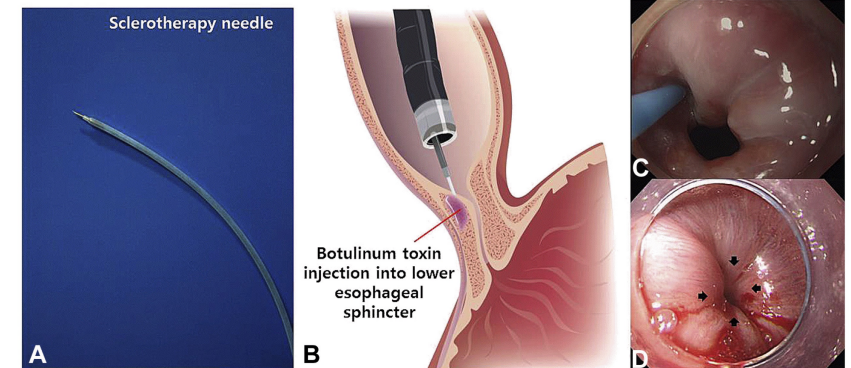 Sclerotherapy needle
A
B
Botulinum toxin
injection into lower
esophageal
sphincter
C
D